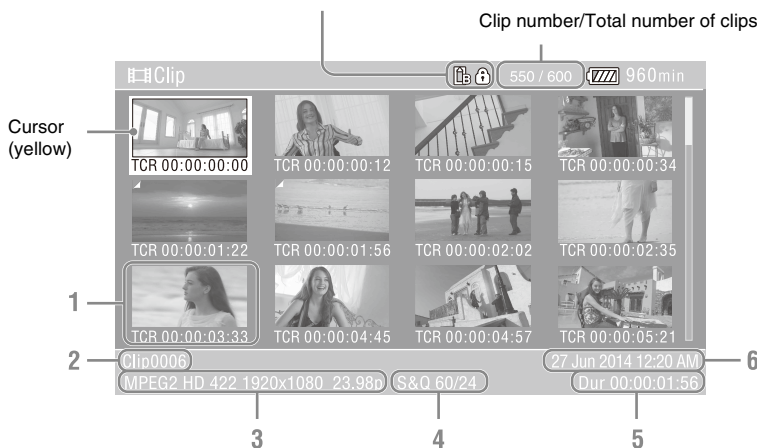 Clip number/Total number of clips
Clip B 550 / 600 960min
Cursor
(yellow)
TCR 00:00:00:00 TCR 00:00:00:12 TCR 00:00:00:15 TCR 00:00:00:34
TCR 00:00:01:22 TCR 00:00:01:56 TCR 00:00:02:02 TCR 00:00:02:35
1
TCR 00:00:03:33 TCR 00:00:04:45 TCR 00:00:04:57 TCR 00:00:05:21
2 Clip0006 27 Jun 2014 12:20 AM 6
MPEG2 HD 422 1920x1080 23.98p S&Q 60/24 Dur 00:00:01:56
3 4 5